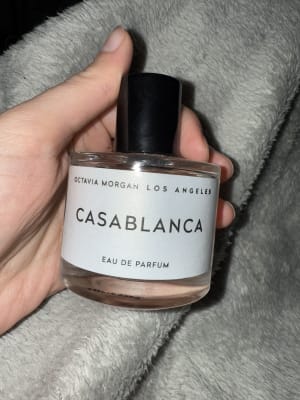 OCTAVIA MORGAN LOS ANGELES
CASABLANCA
EAU DE PARFUM